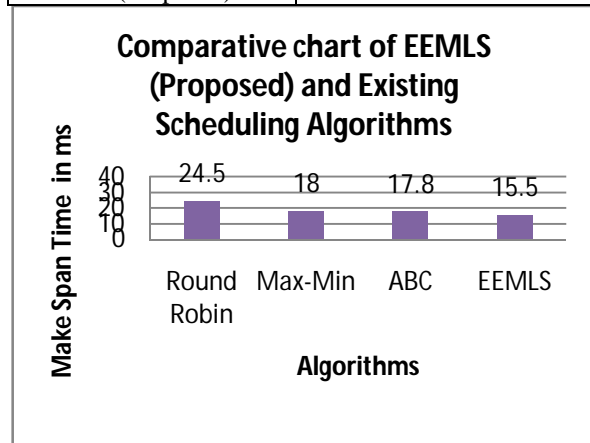 Comparative chart of EEMLS
(Proposed) and Existing
Scheduling Algorithms
Make Span Time in ms
40
30
20
10
0
24.5
18
17.8
15.5
Round Robin
Max-Min
ABC
EEMLS
Algorithms